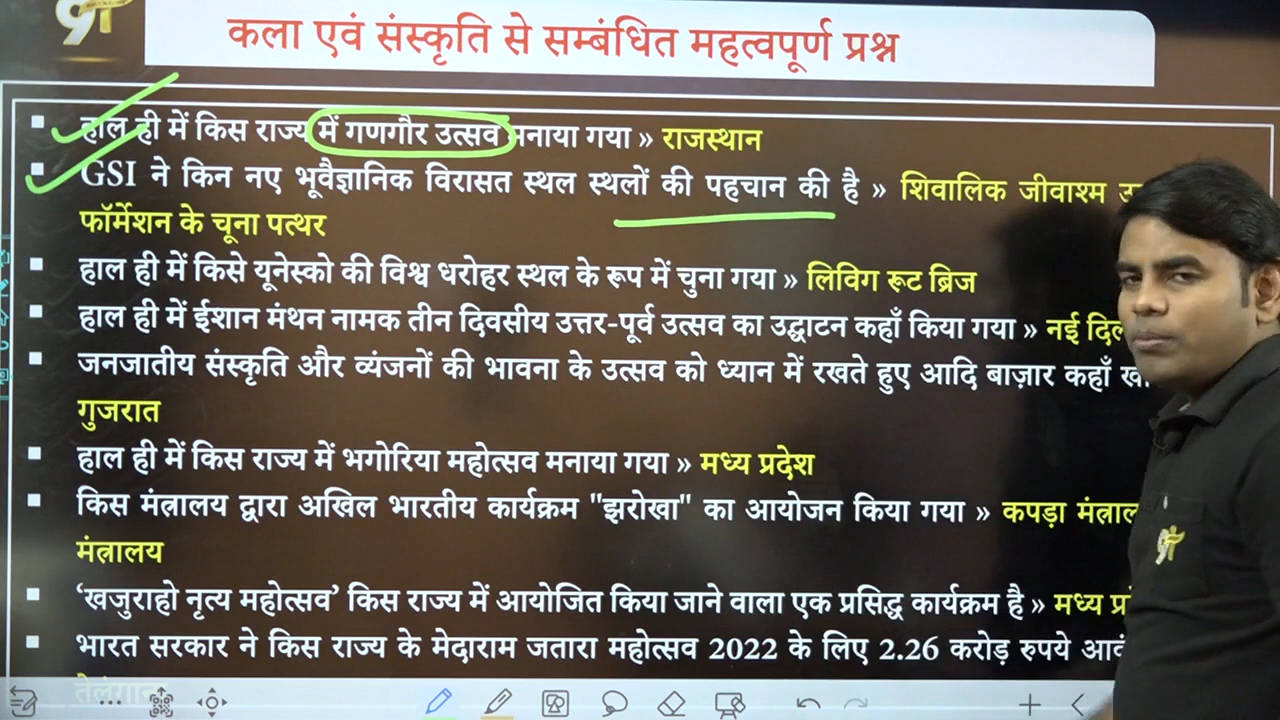 कला एवं संस्कृति से सम्बंधित महत्वपूर्ण प्रश्न
हाल ही में किस राज्य में गणगौर उत्सव मनाया गया » राजस्थान
GSI ने किन नए भूवैज्ञानिक विरासत स्थल स्थलों की पहचान की है » शिवालिक जीवाश्म
फॉर्मेशन के चूना पत्थर
हाल ही में किसे यूनेस्को की विश्व धरोहर स्थल के रूप में चुना गया » लिविग रूट ब्रिज
हाल ही में ईशान मंथन नामक तीन दिवसीय उत्तर-पूर्व उत्सव का उद्घाटन कहाँ किया गया » नई
जनजातीय संस्कृति और व्यंजनों की भावना के उत्सव को ध्यान में रखते हुए आदि बाज़ार कहाँ
गुजरात
हाल ही में किस राज्य में भगोरिया महोत्सव मनाया गया » मध्य प्रदेश
किस मंत्रालय द्वारा अखिल भारतीय कार्यक्रम "झरोखा" का आयोजन किया गया » कपड़ा
मंत्रालय
‘खजुराहो नृत्य महोत्सव’ किस राज्य में आयोजित किया जाने वाला एक प्रसिद्ध कार्यक्रम है » मध्य
भारत सरकार ने किस राज्य के मेदाराम जतारा महोत्सव 2022 के लिए 2.26 करोड़ रुपये
तेलंगाना